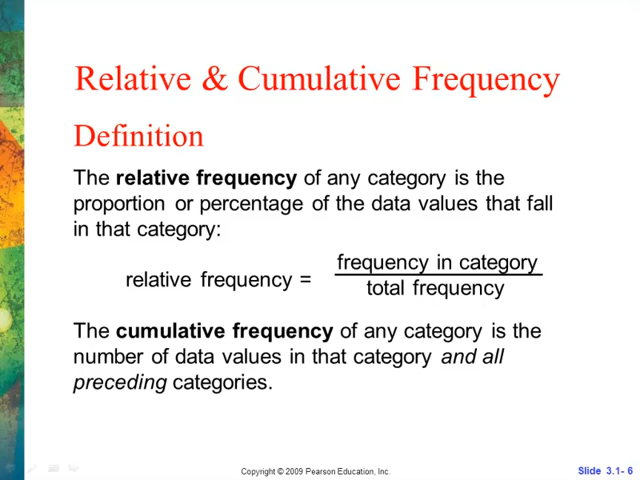 Relative & Cumulative Frequency
Definition
The relative frequency of any category is the
proportion or percentage of the data values that fall
in that category:
relative frequency =
frequency in category
total frequency
The cumulative frequency of any category is the
number of data values in that category and all
preceding categories.
Copyright © 2009 Pearson Education, Inc.
Slide 3.1- 6